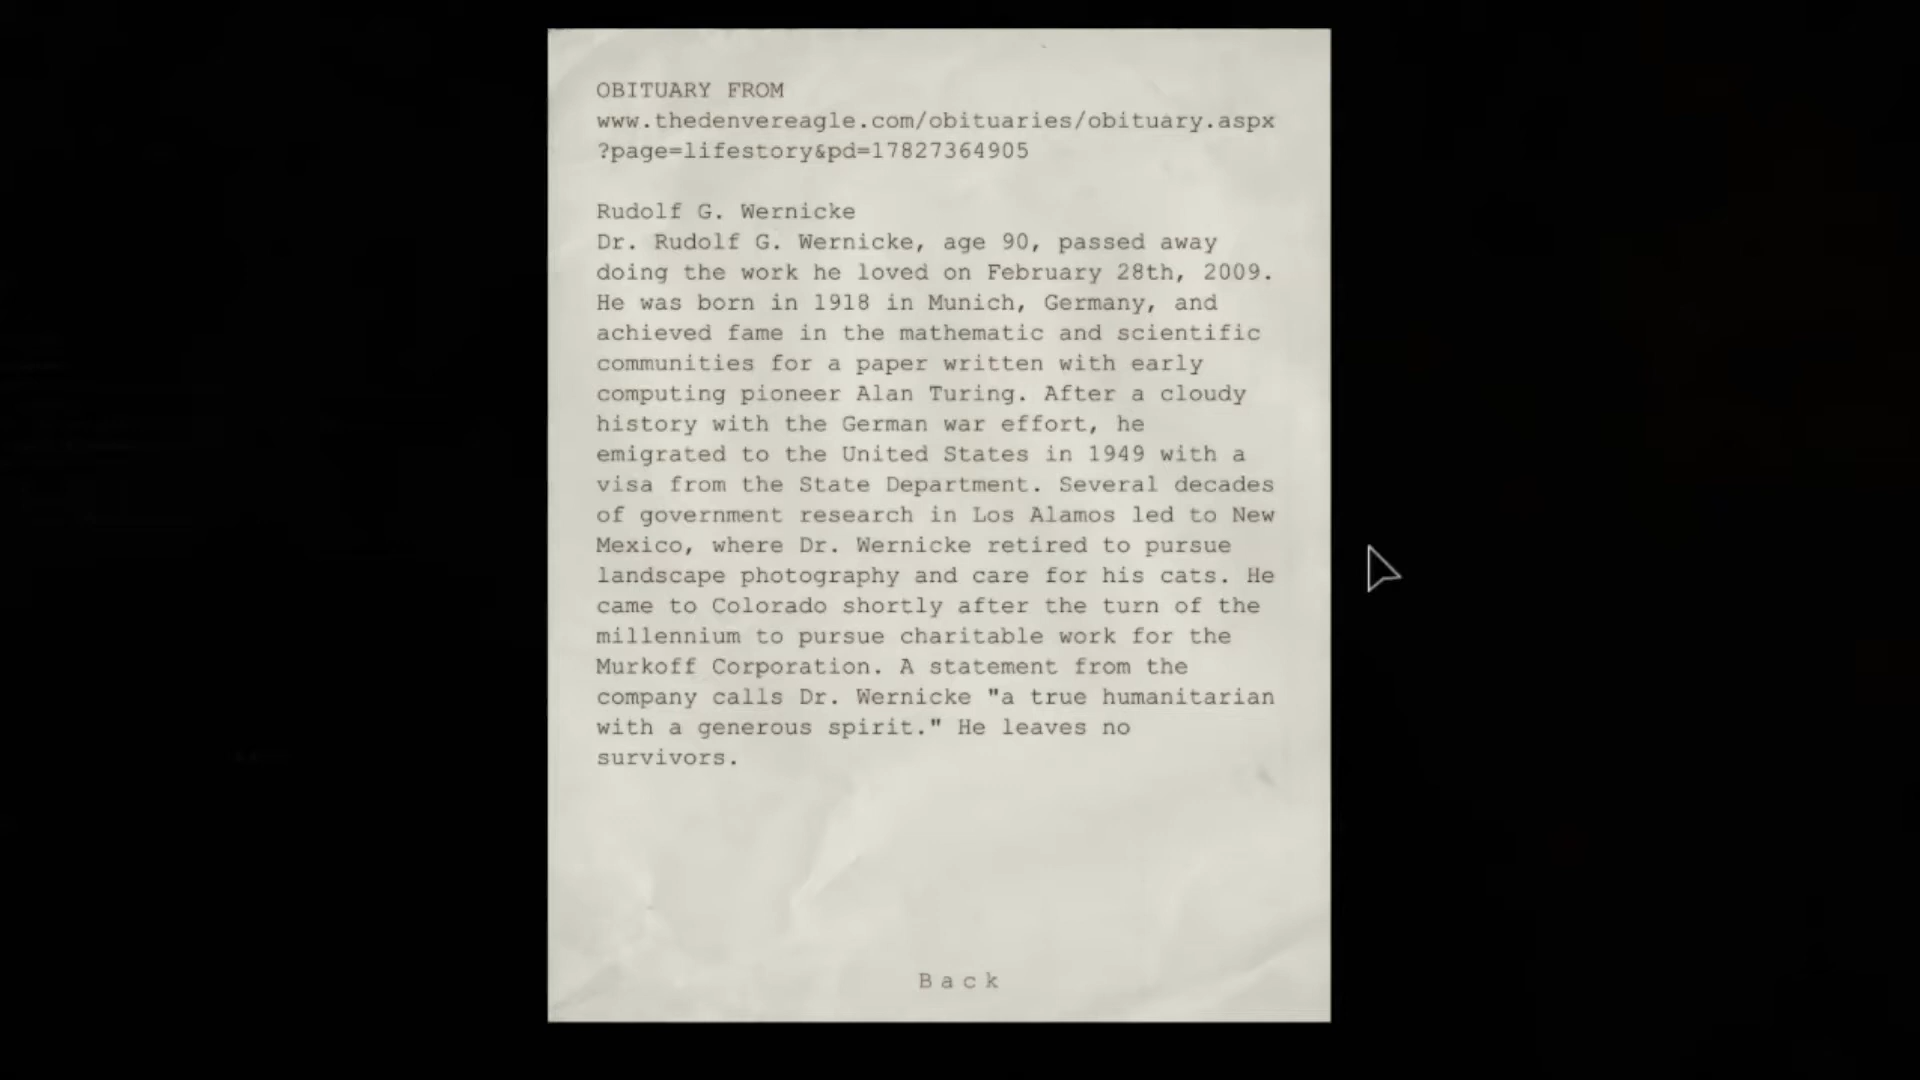 OBITUARY FROM
www.thedenvereagle.com/obituaries/obituary.aspx
?page=lifestory&pd=17827364905
Rudolf G. Wernicke
Dr. Rudolf G. Wernicke, age 90, passed away
doing the work he loved on February 28th, 2009.
He was born in 1918 in Munich, Germany, and
achieved fame in the mathematic and scientific
communities for a paper written with early
computing pioneer Alan Turing. After a cloudy
history with the German war effort, he
emigrated to the United States in 1949 with a
visa from the State Department. Several decades
of government research in Los Alamos led to New
Mexico, where Dr. Wernicke retired to pursue
landscape photography and care for his cats. He
came to Colorado shortly after the turn of the
millennium to pursue charitable work for the
Murkoff Corporation. A statement from the
company calls Dr. Wernicke "a true humanitarian
with a generous spirit." He leaves no
survivors.
Back